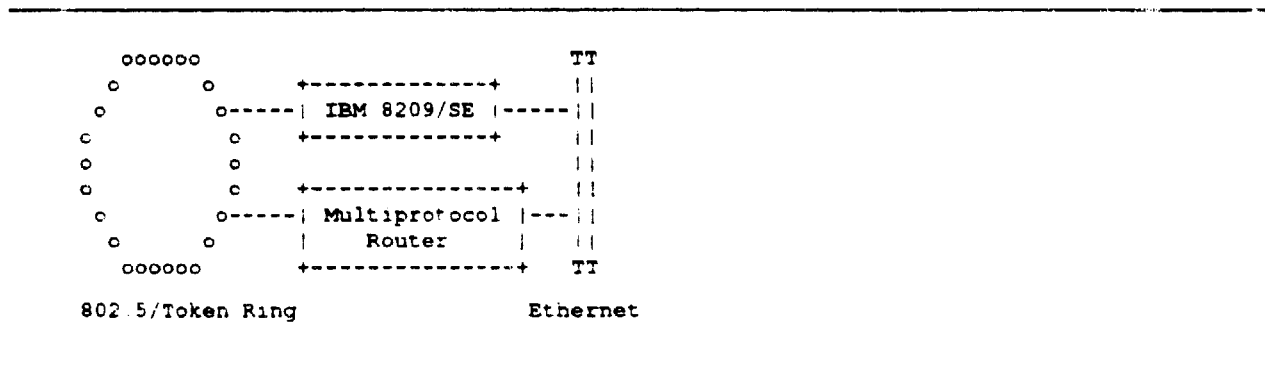 TT
IBM 8209/SE
Multiprotocol
Router
TT
802.5/Token Ring
Ethernet